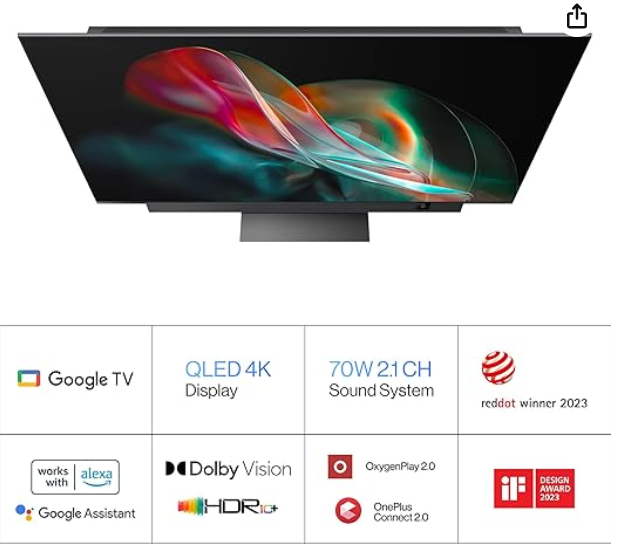 Google TV
QLED 4K
Display
70W 2.1 CH
Sound System
reddot winner 2023
works
with
alexa
Google Assistant
Dolby Vision
HDR10+
OxygenPlay 2.0
OnePlus
Connect 2.0
iF
DESIGN
AWARD
2023